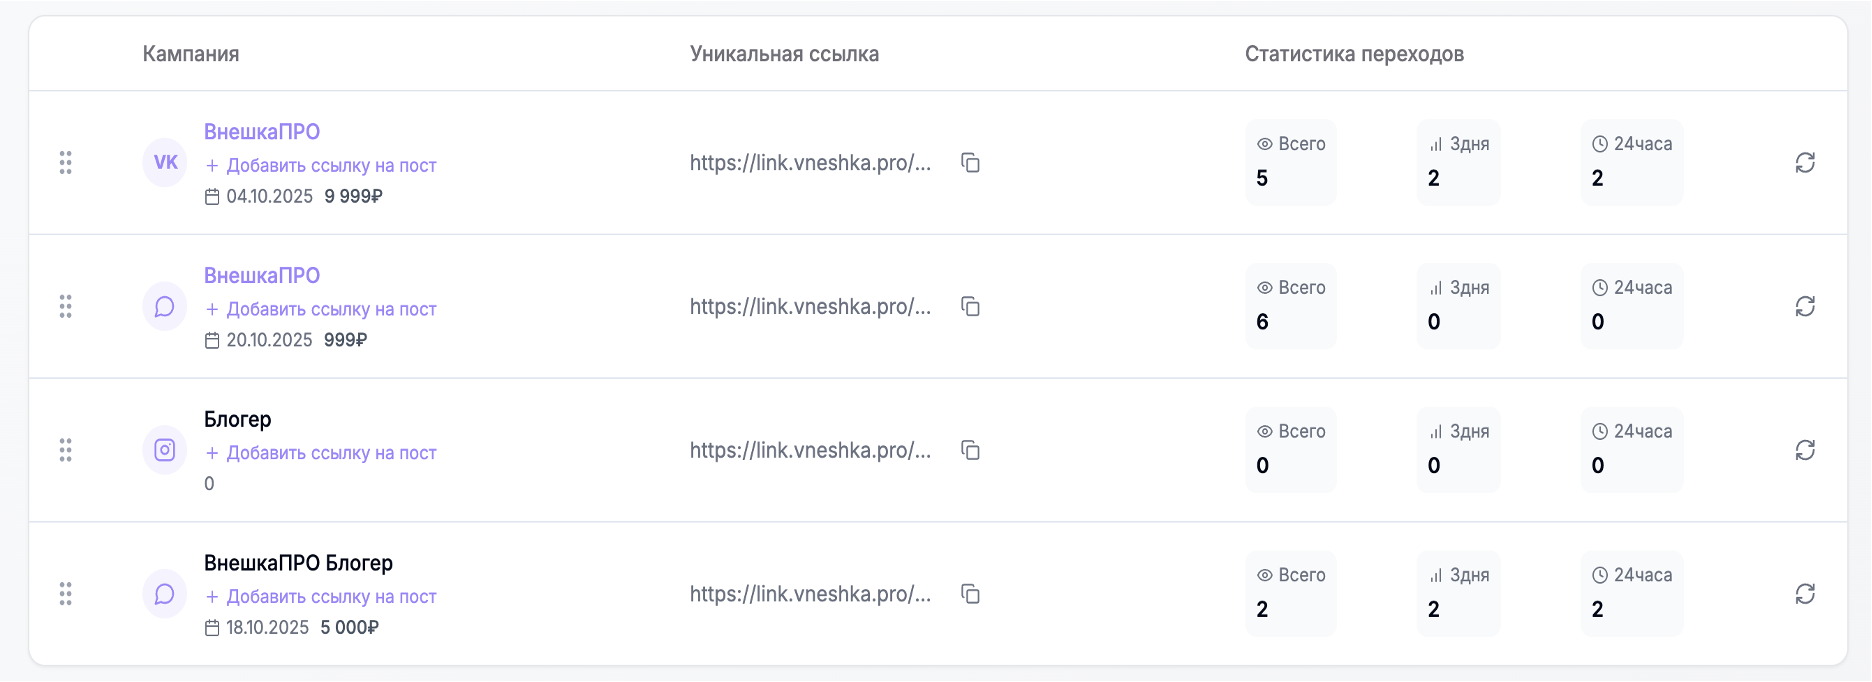 Кампания Уникальная ссылка Статистика переходов
VK
ВнешкаПРО
+ Добавить ссылку на пост
04.10.2025 9 999₽
https://link.vneshka.pro/...
Всего 3дня 24часа
5 2 2
ВнешкаПРО
+ Добавить ссылку на пост
20.10.2025 999₽
https://link.vneshka.pro/...
Всего 3дня 24часа
6 0 0
Блогер
+ Добавить ссылку на пост
0
https://link.vneshka.pro/...
Всего 3дня 24часа
0 0 0
ВнешкаПРО Блогер
+ Добавить ссылку на пост
18.10.2025 5 000₽
https://link.vneshka.pro/...
Всего 3дня 24часа
2 2 2